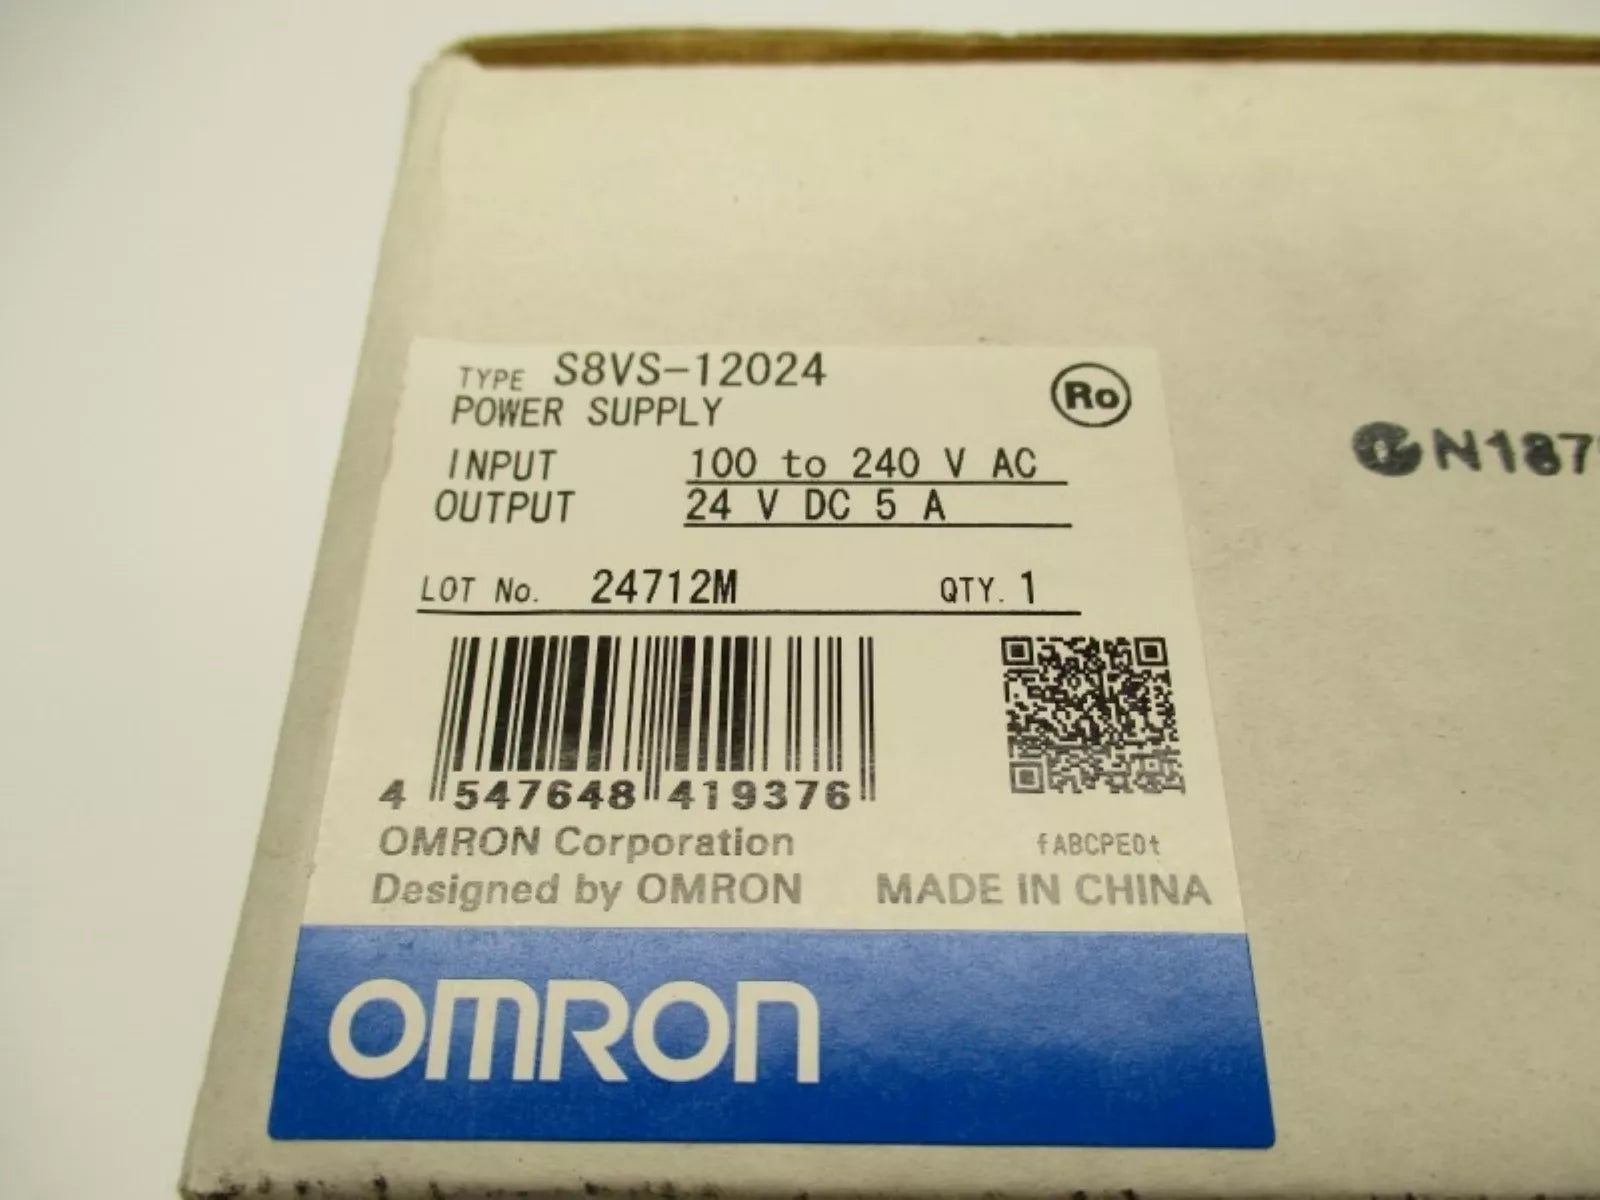 TYPE S8VS-12024
POWER SUPPLY
Ro
INPUT 100 to 240 V AC
OUTPUT 24 V DC 5 A
N187
LOT No. 24712M QTY. 1
4 547648 419376
OMRON Corporation fABCPE0t
Designed by OMRON MADE IN CHINA
OMRON